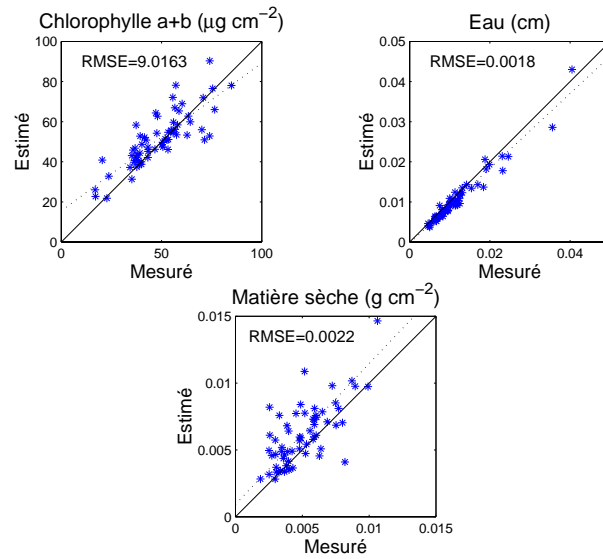 Chlorophylle a+b (μg cm−2)
RMSE=9.0163
100
80
60
40
20
0
Estimé
0 50 100
Mesuré
Eau (cm)
RMSE=0.0018
0.05
0.04
0.03
0.02
0.01
0
Estimé
0 0.02 0.04
Mesuré
Matière sèche (g cm−2)
RMSE=0.0022
0.015
0.01
0.005
0
Estimé
0 0.005 0.01 0.015
Mesuré